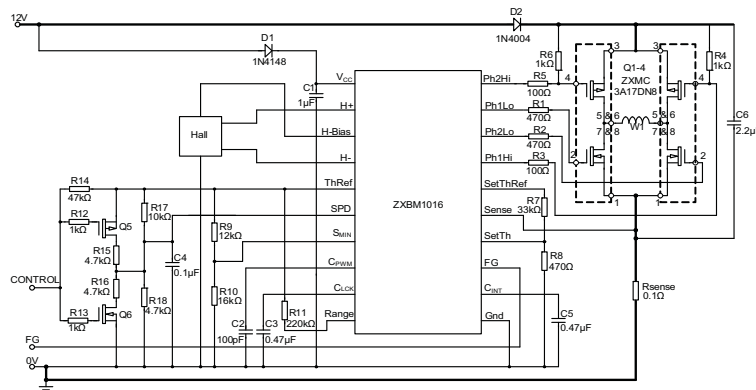 12V
D2
1N4004
D1
1N4148
C1
1µF
VCC
H+
H-Bias
H-
ThRef
SPD
SMIN
CPWM
CLCK
Range
ZXBM1016
Ph2Hi
Ph1Lo
Ph2Lo
Ph1Hi
SetThRef
Sense
SetTh
FG
CINT
Gnd
Hall
R14
47kΩ
R12
1kΩ
Q5
R15
4.7kΩ
R16
4.7kΩ
CONTROL
R13
1kΩ
Q6
R17
10kΩ
R18
4.7kΩ
C4
0.1µF
R9
12kΩ
R10
16kΩ
C2
100pF
C3
0.47µF
R11
220kΩ
FG
0V
R5
100Ω
R1
470Ω
R2
470Ω
R3
100Ω
R7
33kΩ
R8
470Ω
C5
0.47µF
R6
1kΩ
R4
1kΩ
Q1-4
ZXMC
3A17DN8
3
3
4
4
5 & 6
7 & 8
5 & 6
7 & 8
W1
2
2
1
1
C6
2.2µF
Rsense
0.1Ω